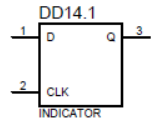 DD14.1
1 D Q 3
2 CLK
INDICATOR